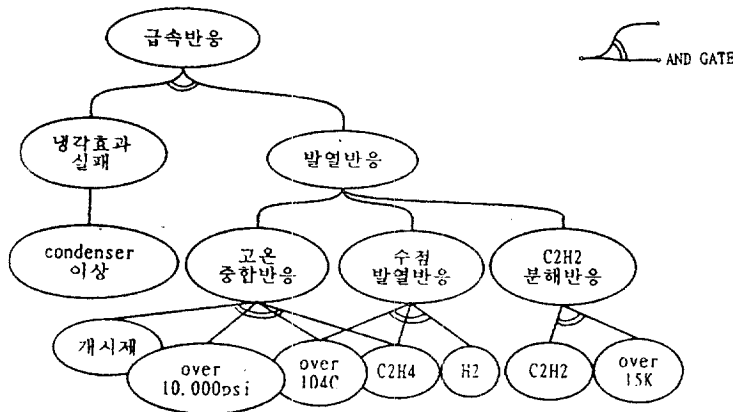 급속반응
AND GATE
냉각효과
실패
발열반응
condenser
이상
고온
중합반응
수첨
발열반응
C2H2
분해반응
개시제
over
10.000psi
over
104C
C2H4
H2
C2H2
over
15K